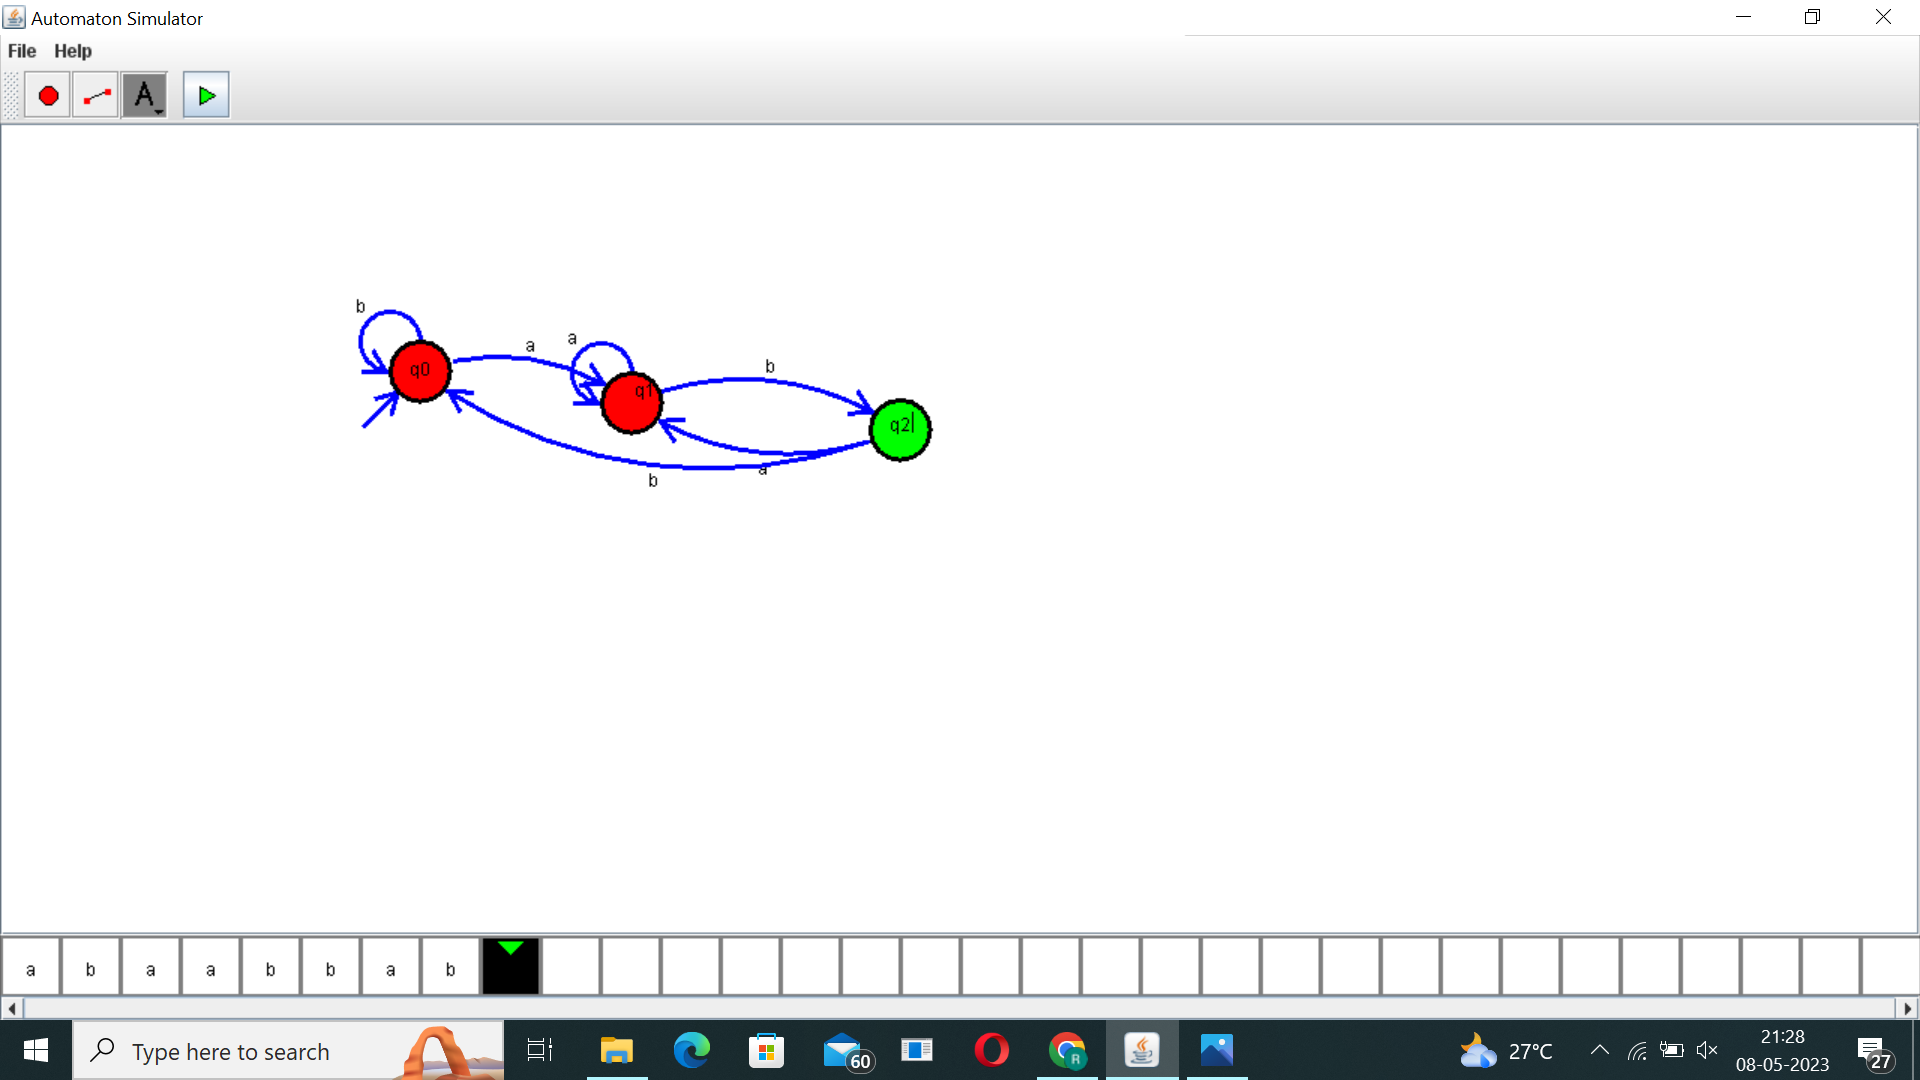 Automaton Simulator
File Help
A
b
q0
a
a
q1
b
q2
b
a
a b a a b b a b
Type here to search
60
R
27°C
21:28
08-05-2023
27